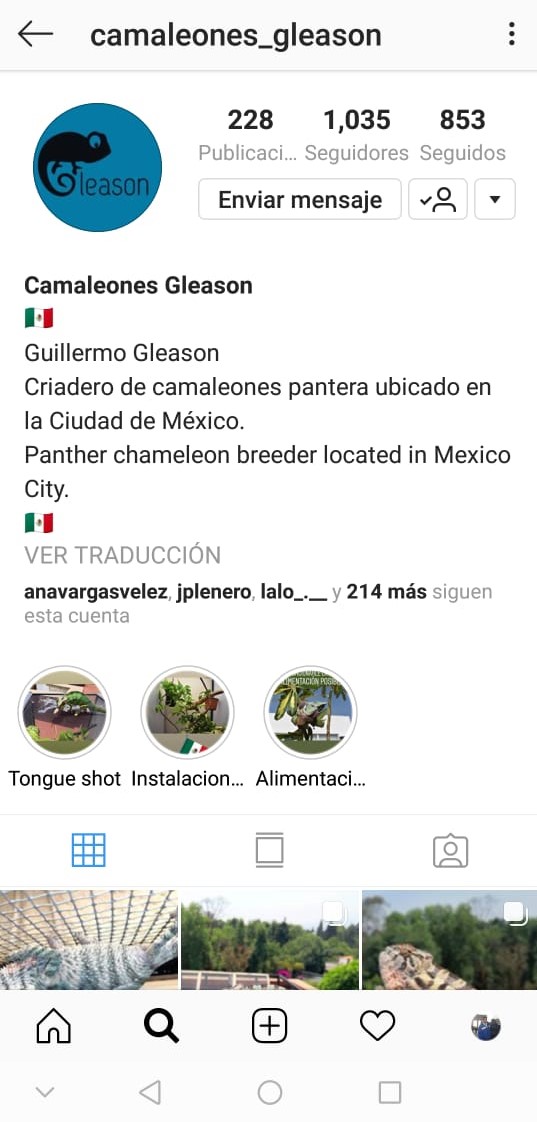 camaleones_gleason
Gleason
228
1,035
853
Publicaci...
Seguidores
Seguidos
Enviar mensaje
Camaleones Gleason
Guillermo Gleason
Criadero de camaleones pantera ubicado en
la Ciudad de México.
Panther chameleon breeder located in Mexico
City.
VER TRADUCCIÓN
anavargasvelez, jplenero, lalo_.__ y 214 más siguen
esta cuenta
ALIMENTACIÓN
Tongue shot
Instalacion...
Alimentaci...